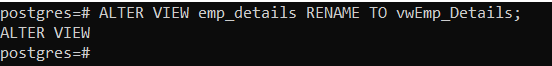 postgres=# ALTER VIEW emp_details RENAME TO vwEmp_Details;
ALTER VIEW
postgres=#